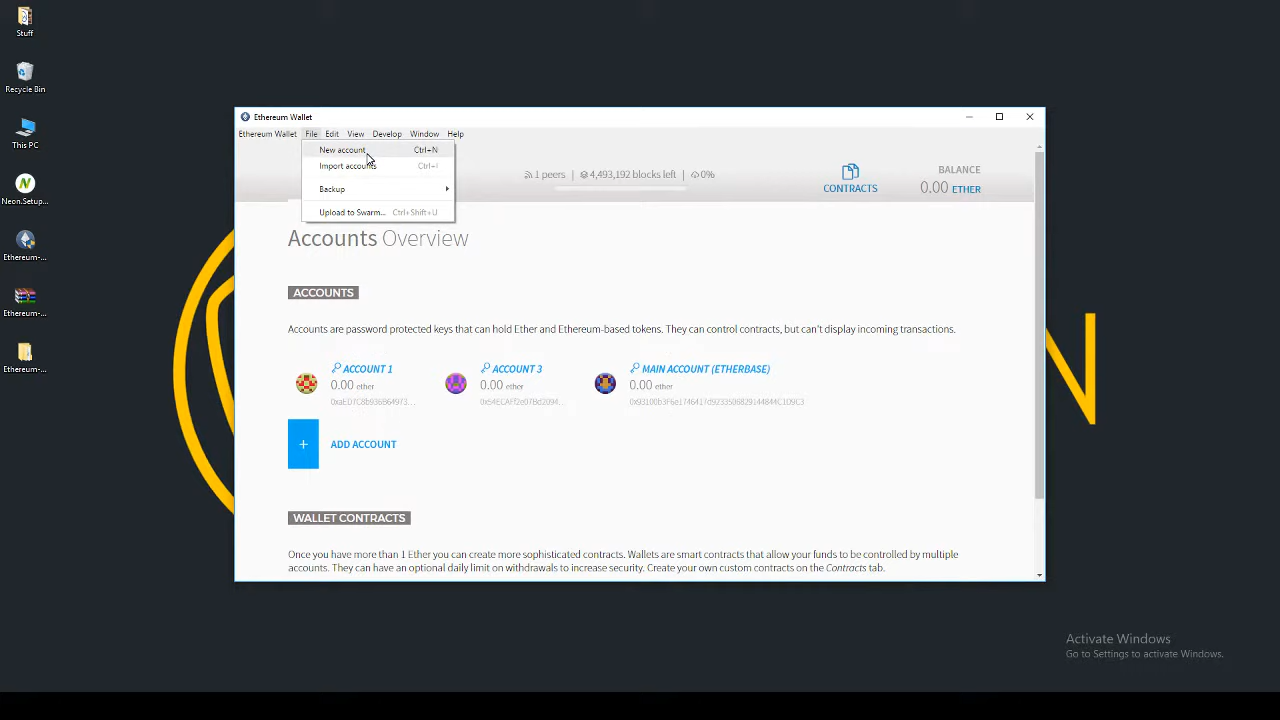 Stuff
Recycle Bin
This PC
Neon.Setup...
Ethereum-...
Ethereum-...
Ethereum-...
Ethereum Wallet
Ethereum Wallet File Edit View Develop Window Help
New account Ctrl+N
Import accounts Ctrl+I
Backup
Upload to Swarm... Ctrl+Shift+U
1 peers | 4,493,192 blocks left | 0%
CONTRACTS
BALANCE
0.00 ETHER
Accounts Overview
ACCOUNTS
Accounts are password protected keys that can hold Ether and Ethereum-based tokens. They can control contracts, but can't display incoming transactions.
ACCOUNT 1
0.00 ether
ACCOUNT 3
0.00 ether
MAIN ACCOUNT (ETHERBASE)
0.00 ether
+ ADD ACCOUNT
WALLET CONTRACTS
Once you have more than 1 Ether you can create more sophisticated contracts. Wallets are smart contracts that allow your funds to be controlled by multiple
accounts. They can have an optional daily limit on withdrawals to increase security. Create your own custom contracts on the Contracts tab.
N
Activate Windows
Go to Settings to activate Windows.